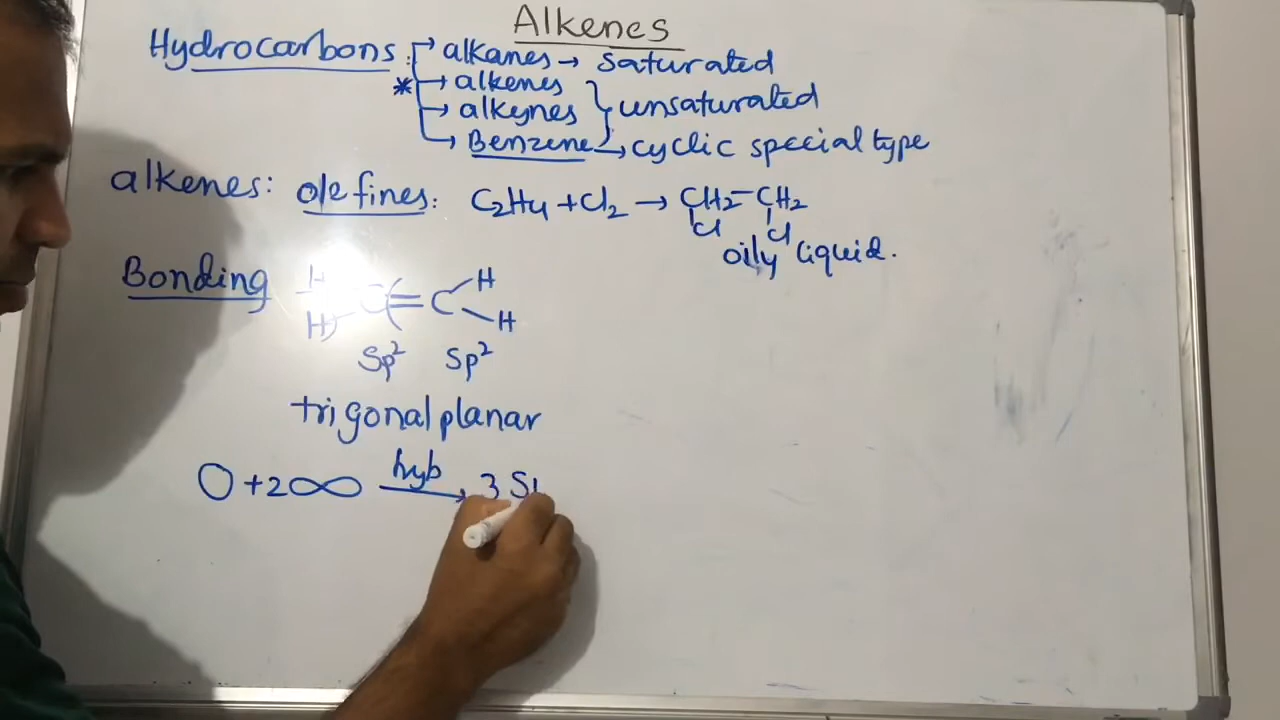 Alkenes
Hydrocarbons: → alkanes → saturated
* → alkenes
→ alkynes } unsaturated
→ Benzene → cyclic special type
alkenes: olefines: C2H4 + Cl2 → CH2-CH2
Cl Cl
oily liquid.
Bonding H C = C H
H H
Sp² Sp²
trigonal planar
O + 2 ∞ hyb → 3 S